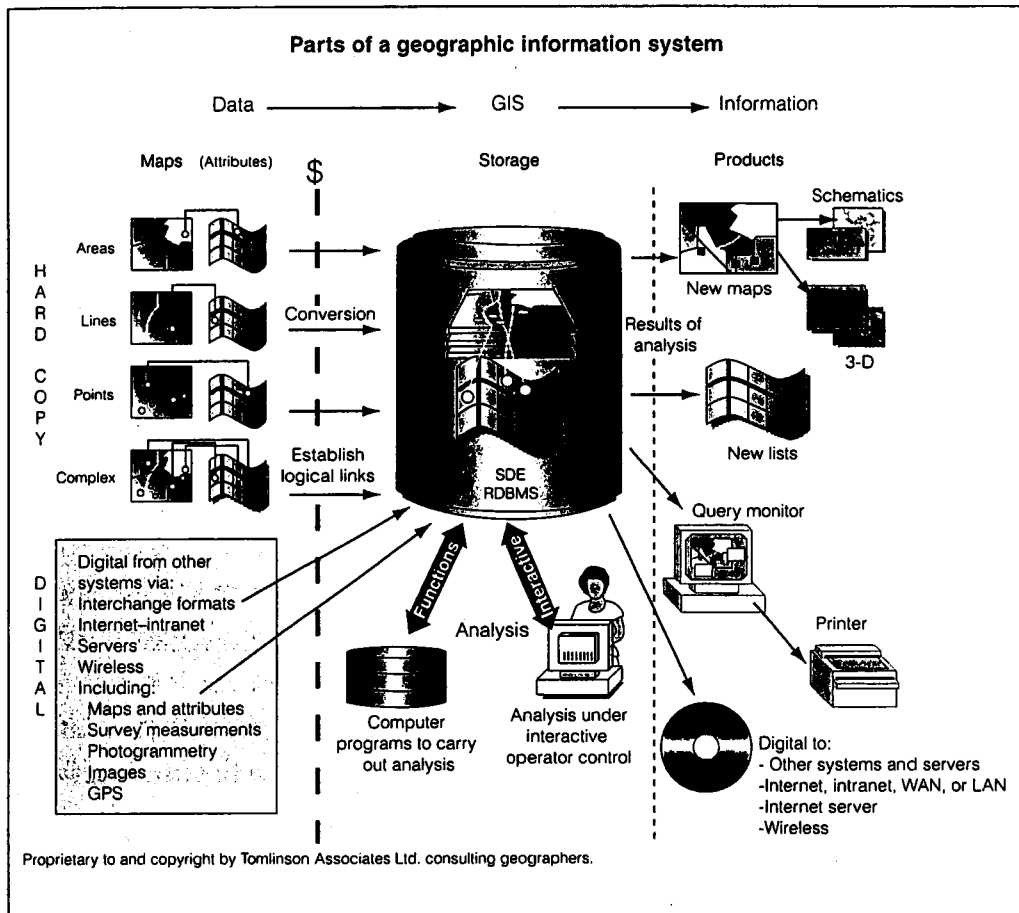 Parts of a geographic information system
Data
GIS
Information
Maps (Attributes)
$
Storage
Products
Schematics
Areas
Lines
Points
Complex
HARD COPY
Conversion
Establish
logical links
SDE
RDBMS
Results of
analysis
New maps
3-D
New lists
Query monitor
Printer
DIGITAL
Digital from other
systems via:
Interchange formats
Internet–intranet
Servers
Wireless
Including:
Maps and attributes
Survey measurements
Photogrammetry
Images
GPS
Functions
Interactive
Analysis
Computer
programs to carry
out analysis
Analysis under
interactive
operator control
Digital to:
- Other systems and servers
-Internet, intranet, WAN, or LAN
-Internet server
-Wireless
Proprietary to and copyright by Tomlinson Associates Ltd. consulting geographers.